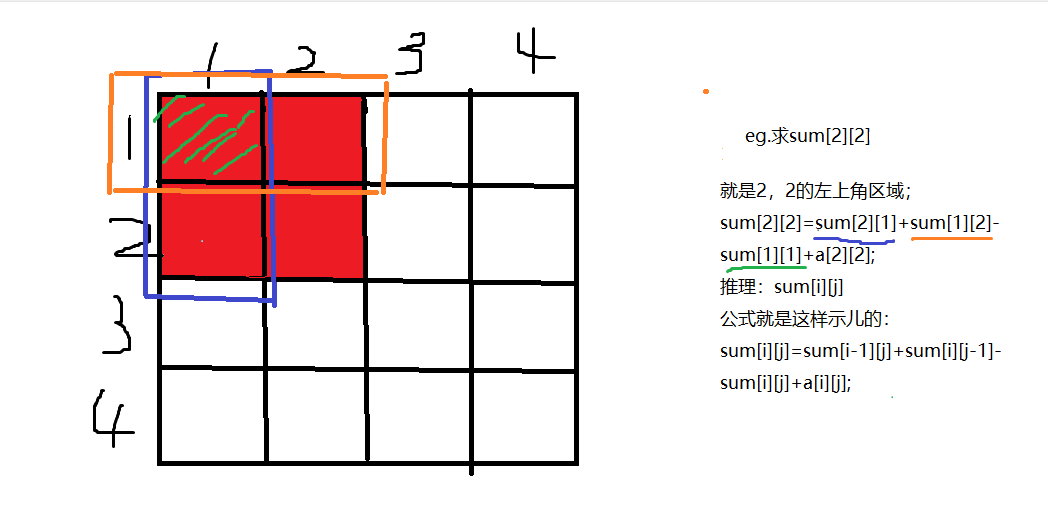 1 2 3 4
1
2
3
4
eg.求sum[2][2]
就是2，2的左上角区域；
sum[2][2]=sum[2][1]+sum[1][2]-
sum[1][1]+a[2][2];
推理：sum[i][j]
公式就是这样示儿的：
sum[i][j]=sum[i-1][j]+sum[i][j-1]-
sum[i][j]+a[i][j];